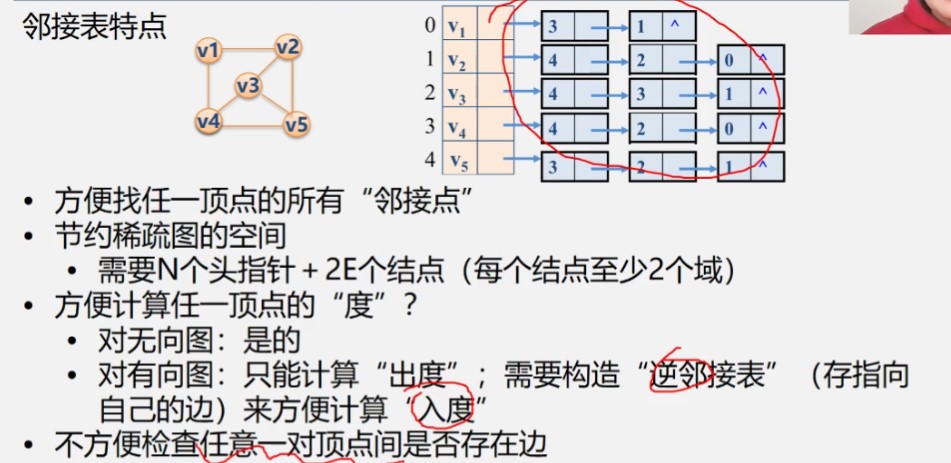 邻接表特点
v1 v2
v3
v4 v5
0 v₁ 3 1 ^
1 v₂ 4 2 0 ^
2 v₃ 4 3 1 ^
3 v₄ 4 2 0 ^
4 v₅ 3 2 1 ^
• 方便找任一顶点的所有“邻接点”
• 节约稀疏图的空间
• 需要N个头指针+2E个结点（每个结点至少2个域）
• 方便计算任一顶点的“度”？
• 对无向图：是的
• 对有向图：只能计算“出度”；需要构造“逆邻接表”（存指向
自己的边）来方便计算“入度”
• 不方便检查任意一对顶点间是否存在边